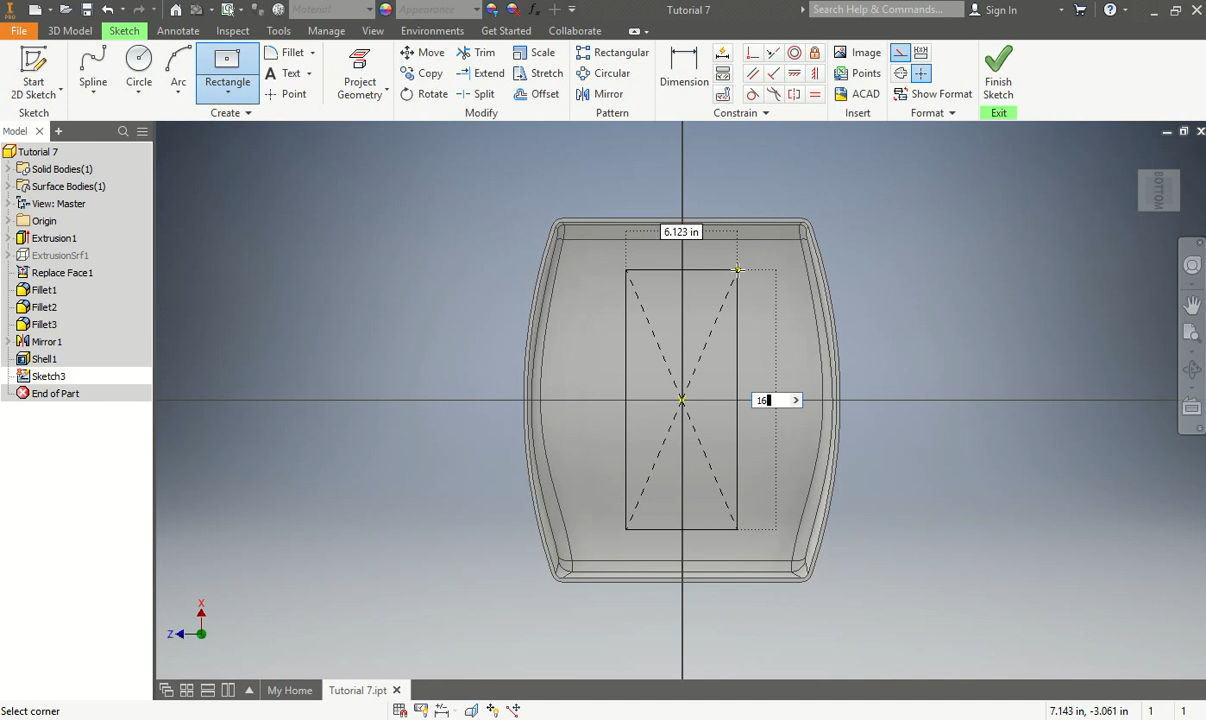 PRO
Material
Appearance
Tutorial 7
Search Help & Commands...
Sign In
File
3D Model
Sketch
Annotate
Inspect
Tools
Manage
View
Environments
Get Started
Collaborate
Start
2D Sketch
Spline
Circle
Arc
Rectangle
Fillet
Text
Point
Project
Geometry
Move
Copy
Rotate
Trim
Extend
Split
Scale
Stretch
Offset
Rectangular
Circular
Mirror
Dimension
Image
Points
ACAD
Show Format
Finish
Sketch
Sketch
Create
Modify
Pattern
Constrain
Insert
Format
Exit
Model
Tutorial 7
Solid Bodies(1)
Surface Bodies(1)
View: Master
Origin
Extrusion1
ExtrusionSrf1
Replace Face1
Fillet1
Fillet2
Fillet3
Mirror1
Shell1
Sketch3
End of Part
6.123 in
16
BOTTOM
X
Z
My Home
Tutorial 7.ipt
Select corner
7.143 in, -3.061 in
1
1